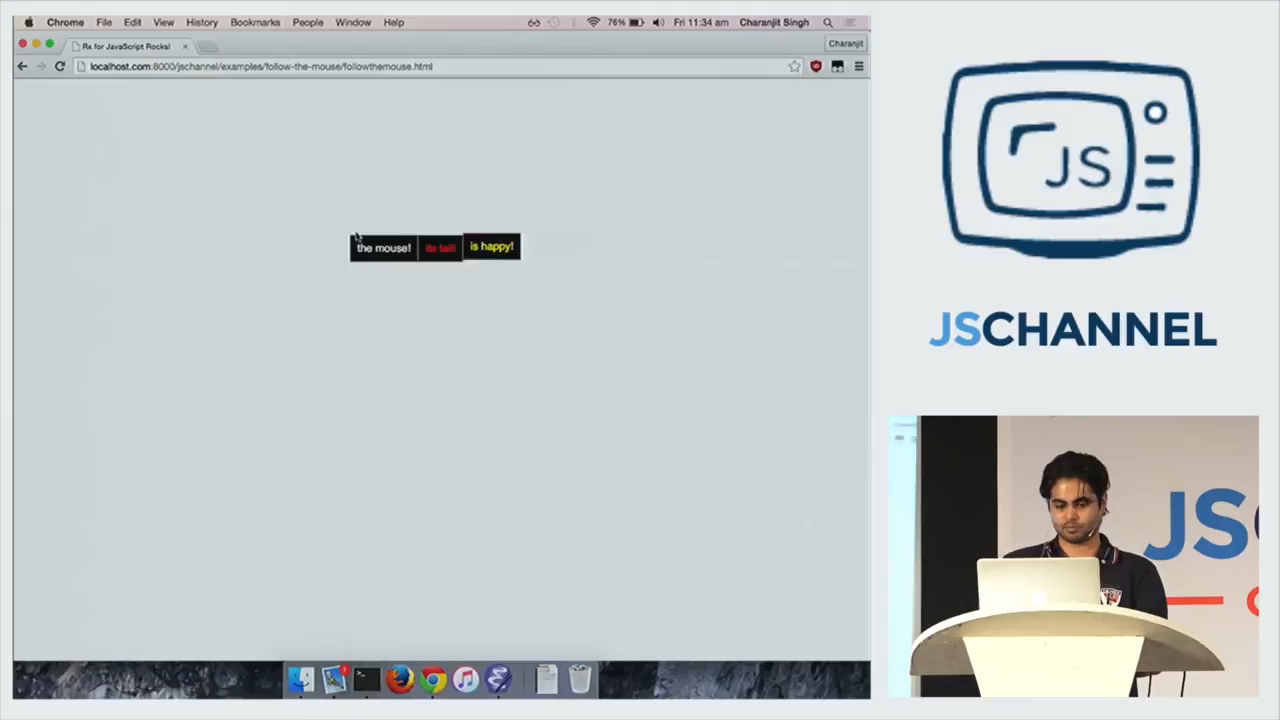 Chrome File Edit View History Bookmarks People Window Help 76% Fri 11:34 am Charanjit Singh
Rx for JavaScript Rocks!
Charanjit
localhost.com:8000/jschannel/examples/follow-the-mouse/followthemouse.html
the mouse! its tail! is happy!
JS
JSCHANNEL
JS